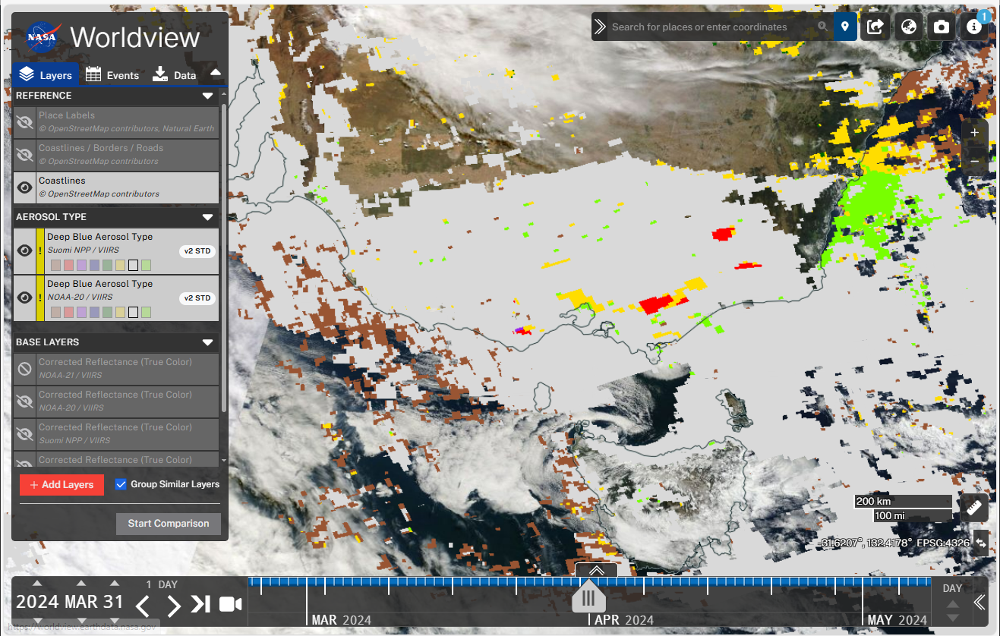 NASA
Worldview
Layers
Events
Data
REFERENCE
Place Labels
© OpenStreetMap contributors, Natural Earth
Coastlines / Borders / Roads
© OpenStreetMap contributors
Coastlines
© OpenStreetMap contributors
AEROSOL TYPE
Deep Blue Aerosol Type
Suomi NPP / VIIRS
v2 STD
!
Deep Blue Aerosol Type
NOAA-20 / VIIRS
v2 STD
!
BASE LAYERS
Corrected Reflectance (True Color)
NOAA-21 / VIIRS
Corrected Reflectance (True Color)
NOAA-20 / VIIRS
Corrected Reflectance (True Color)
Suomi NPP / VIIRS
Corrected Reflectance (True Color)
+ Add Layers
Group Similar Layers
Start Comparison
Search for places or enter coordinates
1
+
−
200 km
100 mi
-31.6207°, 132.4178° EPSG:4326
1 DAY
2024 MAR 31
MAR 2024
APR 2024
MAY 2024
DAY
https://worldview.earthdata.nasa.gov